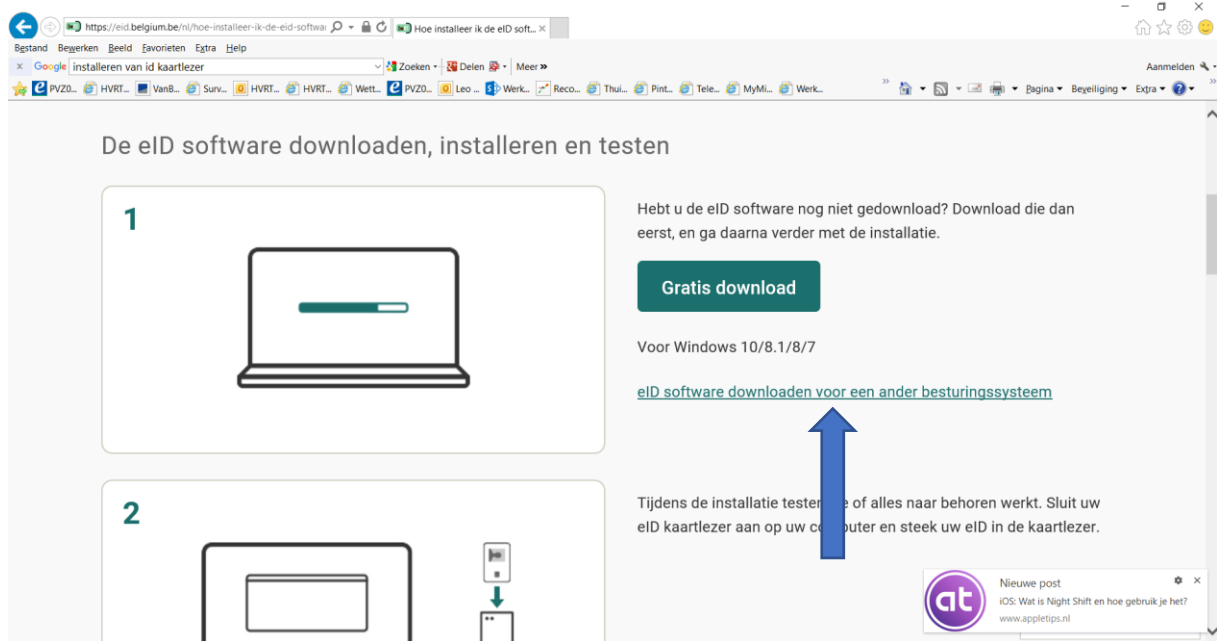 https://eid.belgium.be/nl/hoe-installeer-ik-de-eid-softwa
Hoe installeer ik de eID soft...
Bestand Bewerken Beeld Favorieten Extra Help
Google installeren van id kaartlezer Zoeken Delen Meer » Aanmelden
PVZ0... HVRT... VanB... Surv... HVRT... HVRT... Wett... PVZ0... Leo ... Werk... Reco... Thui... Pint... Tele... MyMi... Werk... » Pagina Beveiliging Extra »
De eID software downloaden, installeren en testen
1
Hebt u de eID software nog niet gedownload? Download die dan
eerst, en ga daarna verder met de installatie.
Gratis download
Voor Windows 10/8.1/8/7
eID software downloaden voor een ander besturingssysteem
2
Tijdens de installatie testen e of alles naar behoren werkt. Sluit uw
eID kaartlezer aan op uw co puter en steek uw eID in de kaartlezer.
at
Nieuwe post
iOS: Wat is Night Shift en hoe gebruik je het?
www.appletips.nl